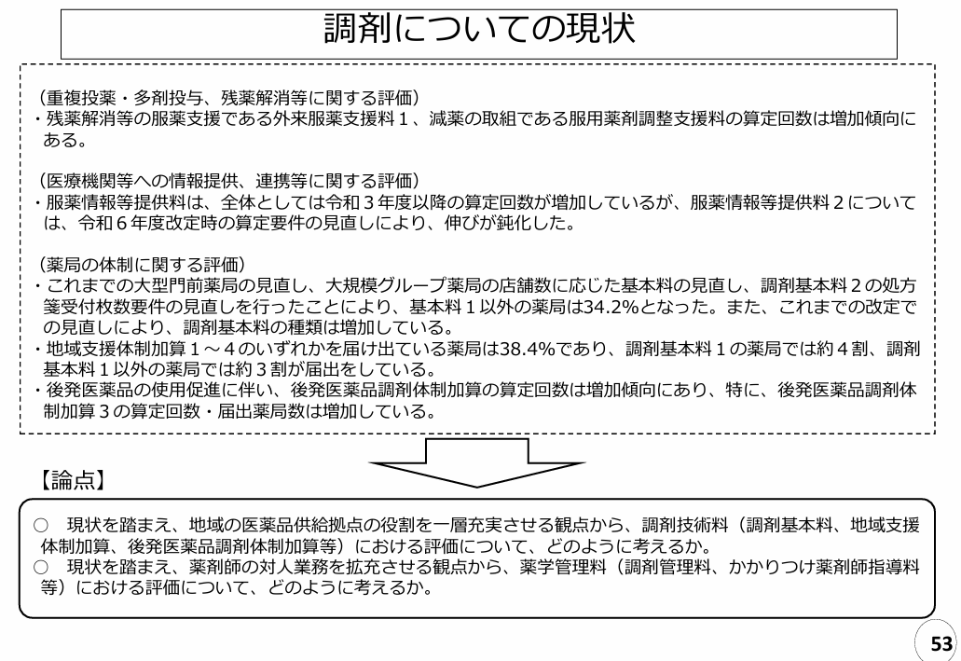 調剤についての現状
（重複投薬・多剤投与、残薬解消等に関する評価）
・残薬解消等の服薬支援である外来服薬支援料１、減薬の取組である服用薬剤調整支援料の算定回数は増加傾向に
ある。
（医療機関等への情報提供、連携等に関する評価）
・服薬情報等提供料は、全体としては令和３年度以降の算定回数が増加しているが、服薬情報等提供料２について
は、令和６年度改定時の算定要件の見直しにより、伸びが鈍化した。
（薬局の体制に関する評価）
・これまでの大型門前薬局の見直し、大規模グループ薬局の店舗数に応じた基本料の見直し、調剤基本料２の処方
箋受付枚数要件の見直しを行ったことにより、基本料１以外の薬局は34.2%となった。また、これまでの改定で
の見直しにより、調剤基本料の種類は増加している。
・地域支援体制加算１～４のいずれかを届け出ている薬局は38.4%であり、調剤基本料１の薬局では約４割、調剤
基本料１以外の薬局では約３割が届出をしている。
・後発医薬品の使用促進に伴い、後発医薬品調剤体制加算の算定回数は増加傾向にあり、特に、後発医薬品調剤体
制加算３の算定回数・届出薬局数は増加している。
【論点】
○　現状を踏まえ、地域の医薬品供給拠点の役割を一層充実させる観点から、調剤技術料（調剤基本料、地域支援
体制加算、後発医薬品調剤体制加算等）における評価について、どのように考えるか。
○　現状を踏まえ、薬剤師の対人業務を拡充させる観点から、薬学管理料（調剤管理料、かかりつけ薬剤師指導料
等）における評価について、どのように考えるか。
53